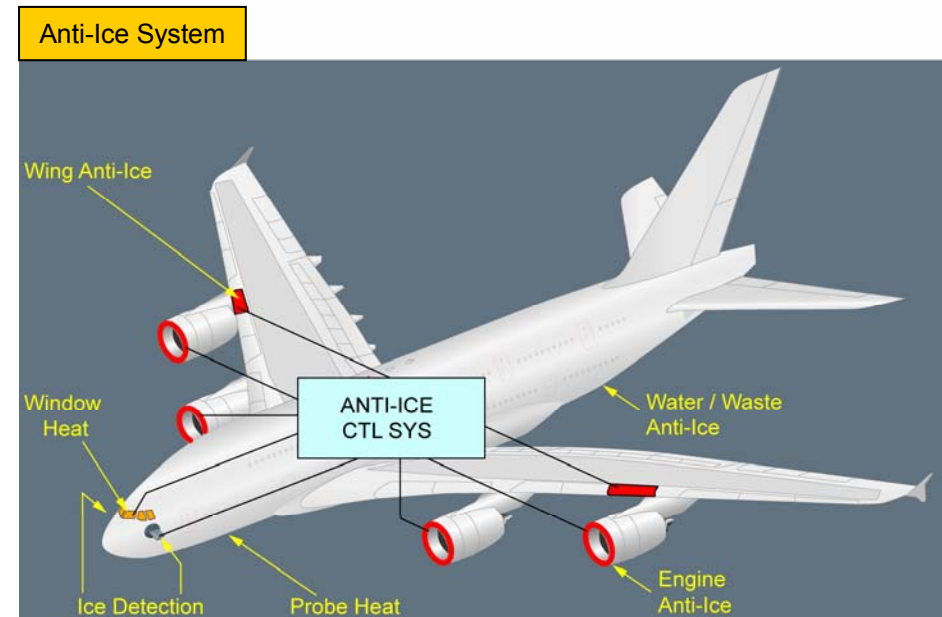 Anti-Ice System
Wing Anti-Ice
Window
Heat
ANTI-ICE
CTL SYS
Water / Waste
Anti-Ice
Ice Detection
Probe Heat
Engine
Anti-Ice